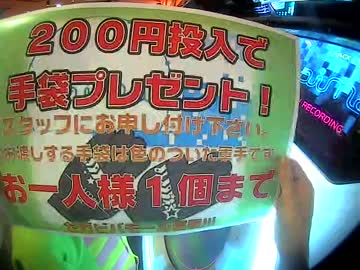 200円投入で
手袋プレゼント!
スタッフにお申し付け下さい。
お渡しする手袋は色のついた軍手です
お一人様1個まで
RECORDING